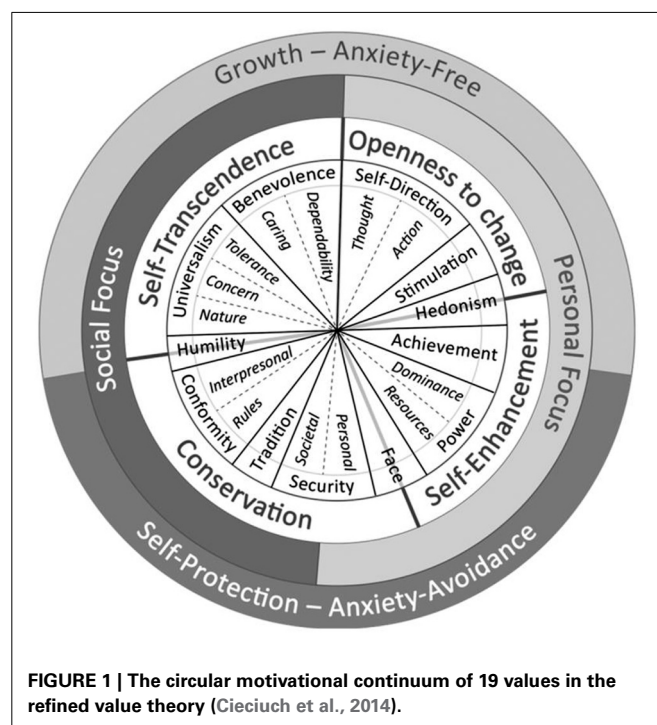 Growth – Anxiety-Free
Social Focus
Personal Focus
Self-Protection – Anxiety-Avoidance
Self-Transcendence
Openness to change
Self-Enhancement
Conservation
Benevolence
Caring
Dependability
Self-Direction
Thought
Action
Stimulation
Hedonism
Achievement
Power
Dominance
Resources
Face
Security
Personal
Societal
Tradition
Conformity
Rules
Interpresonal
Humility
Universalism
Nature
Concern
Tolerance
FIGURE 1 | The circular motivational continuum of 19 values in the
refined value theory (Cieciuch et al., 2014).